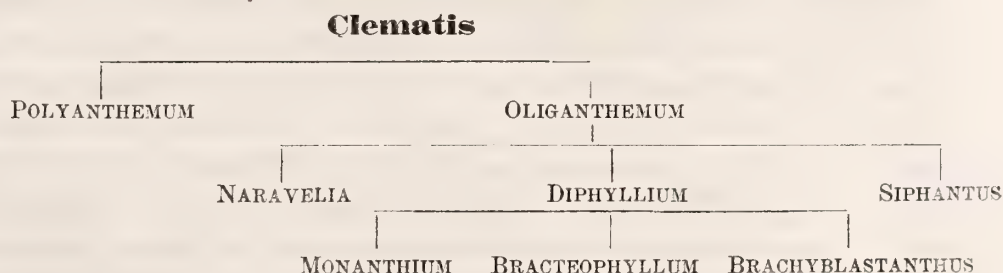 Clematis
POLYANTHEMUM OLIGANTHEMUM
NARAVELIA DIPHYLLIUM SIPHANTUS
MONANTHIUM BRACTEOPHYLLUM BRACHYBLASTANTHUS